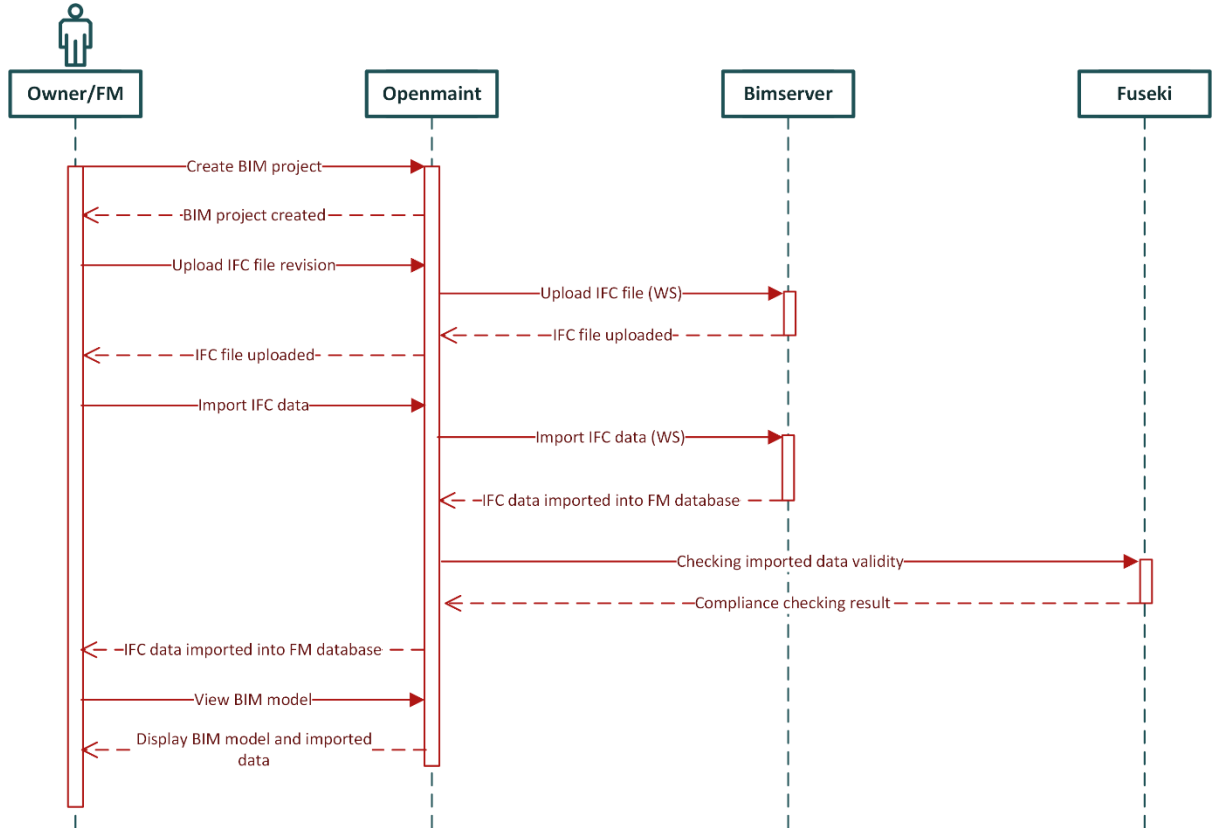 Owner/FM
Openmaint
Bimserver
Fuseki
Create BIM project
BIM project created
Upload IFC file revision
Upload IFC file (WS)
IFC file uploaded
IFC file uploaded
Import IFC data
Import IFC data (WS)
IFC data imported into FM database
Checking imported data validity
Compliance checking result
IFC data imported into FM database
View BIM model
Display BIM model and imported
data